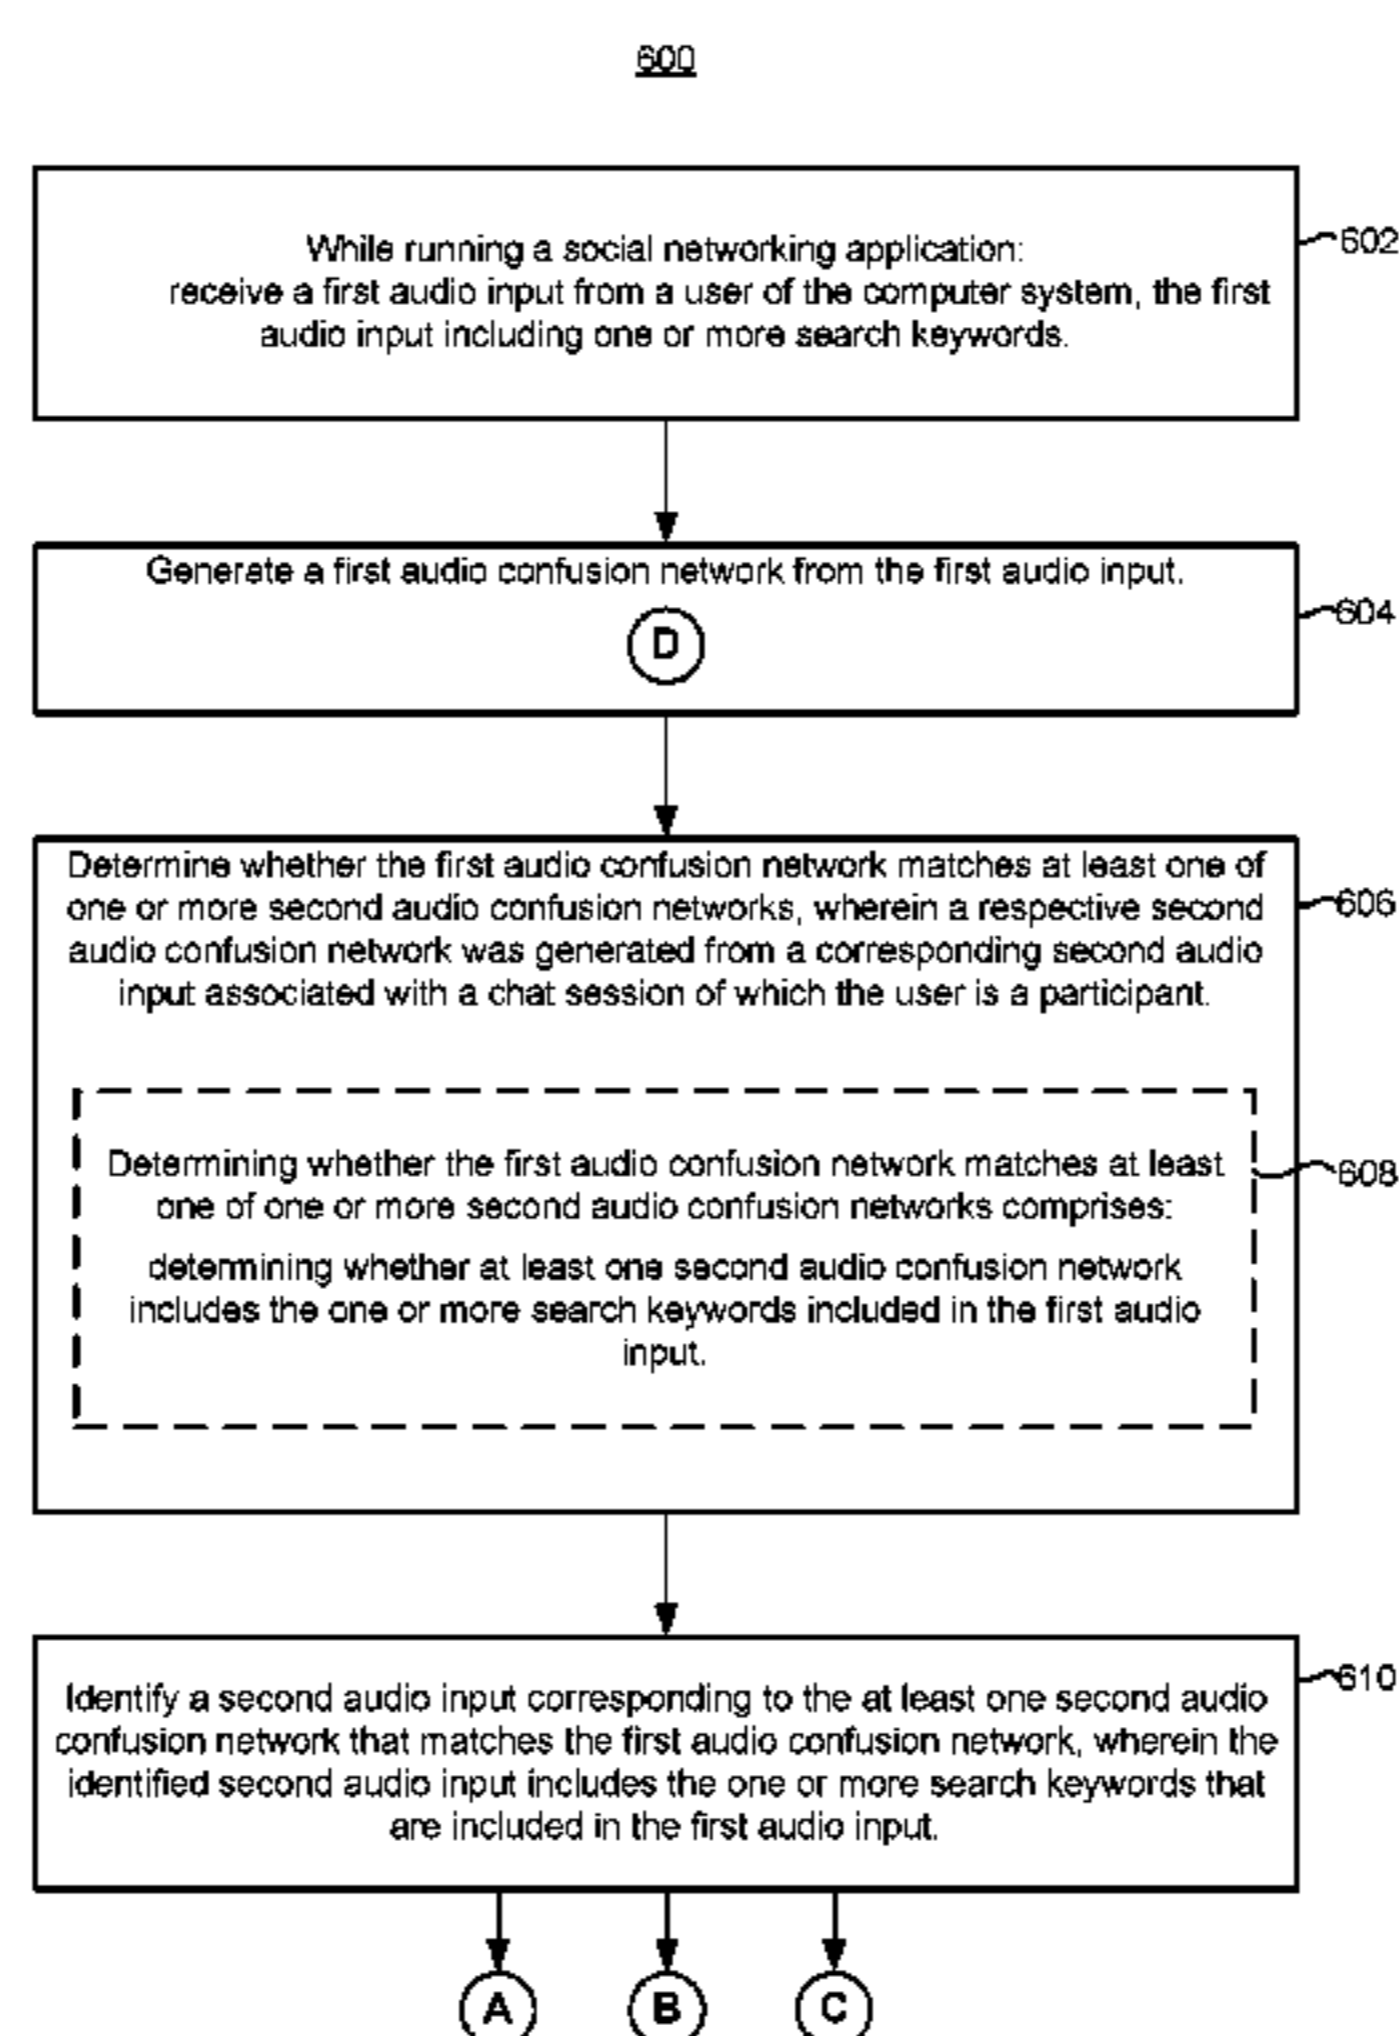 600
While running a social networking application:
receive a first audio input from a user of the computer system, the first
audio input including one or more search keywords.
602
Generate a first audio confusion network from the first audio input.
D
604
Determine whether the first audio confusion network matches at least one of
one or more second audio confusion networks, wherein a respective second
audio confusion network was generated from a corresponding second audio
input associated with a chat session of which the user is a participant.
606
Determining whether the first audio confusion network matches at least
one of one or more second audio confusion networks comprises:
determining whether at least one second audio confusion network
includes the one or more search keywords included in the first audio
input.
608
Identify a second audio input corresponding to the at least one second audio
confusion network that matches the first audio confusion network, wherein the
identified second audio input includes the one or more search keywords that
are included in the first audio input.
610
A
B
C